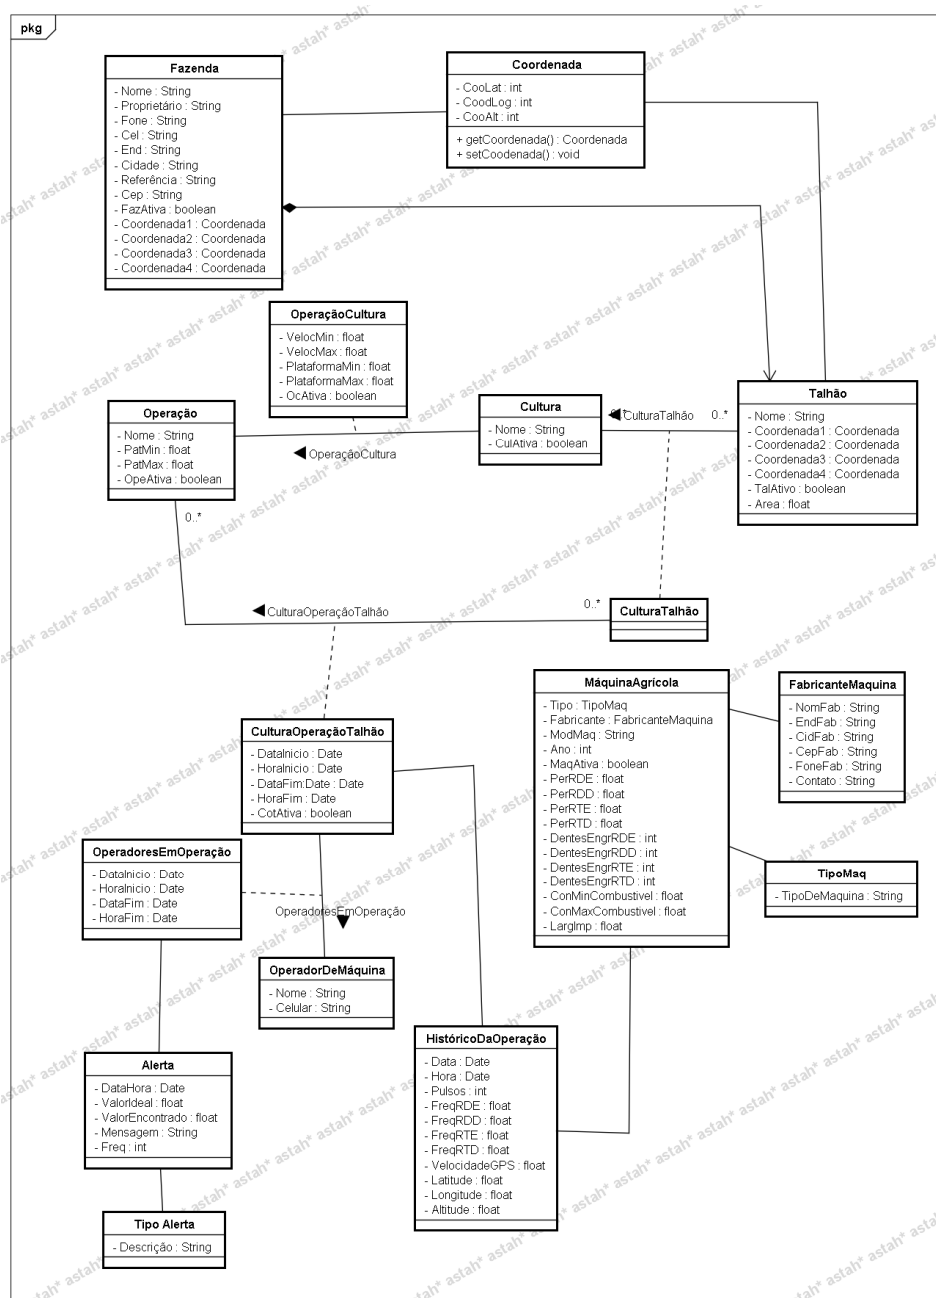 pkg
Fazenda
- Nome : String
- Proprietário : String
- Fone : String
- Cel : String
- End : String
- Cidade : String
- Referência : String
- Cep : String
- FazAtiva : boolean
- Coordenada1 : Coordenada
- Coordenada2 : Coordenada
- Coordenada3 : Coordenada
- Coordenada4 : Coordenada
Coordenada
- CooLat : int
- CoodLog : int
- CooAlt : int
+ getCoordenada() : Coordenada
+ setCoodenada() : void
OperaçãoCultura
- VelocMin : float
- VelocMax : float
- PlataformaMin : float
- PlataformaMax : float
- OcAtiva : boolean
Operação
- Nome : String
- PatMin : float
- PatMax : float
- OpeAtiva : boolean
0..*
OperaçãoCultura
Cultura
- Nome : String
- CulAtiva : boolean
0..*
CulturaTalhão
0..*
Talhão
- Nome : String
- Coordenada1 : Coordenada
- Coordenada2 : Coordenada
- Coordenada3 : Coordenada
- Coordenada4 : Coordenada
- TalAtivo : boolean
- Area : float
CulturaOperaçãoTalhão
0..*
CulturaTalhão
CulturaOperaçãoTalhão
- DataInicio : Date
- HoraInicio : Date
- DataFim:Date : Date
- HoraFim : Date
- CotAtiva : boolean
MáquinaAgrícola
- Tipo : TipoMaq
- Fabricante : FabricanteMaquina
- ModMaq : String
- Ano : int
- MaqAtiva : boolean
- PerRDE : float
- PerRDD : float
- PerRTE : float
- PerRTD : float
- DentesEngrRDE : int
- DentesEngrRDD : int
- DentesEngrRTE : int
- DentesEngrRTD : int
- ConMinCombustivel : float
- ConMaxCombustivel : float
- LargImp : float
FabricanteMaquina
- NomFab : String
- EndFab : String
- CidFab : String
- CepFab : String
- FoneFab : String
- Contato : String
TipoMaq
- TipoDeMaquina : String
OperadoresEmOperação
- DataInicio : Date
- HoraInicio : Date
- DataFim : Date
- HoraFim : Date
OperadoresEmOperação
OperadorDeMáquina
- Nome : String
- Celular : String
HistóricoDaOperação
- Data : Date
- Hora : Date
- Pulsos : int
- FreqRDE : float
- FreqRDD : float
- FreqRTE : float
- FreqRTD : float
- VelocidadeGPS : float
- Latitude : float
- Longitude : float
- Altitude : float
Alerta
- DataHora : Date
- ValorIdeal : float
- ValorEncontrado : float
- Mensagem : String
- Freq : int
Tipo Alerta
- Descrição : String